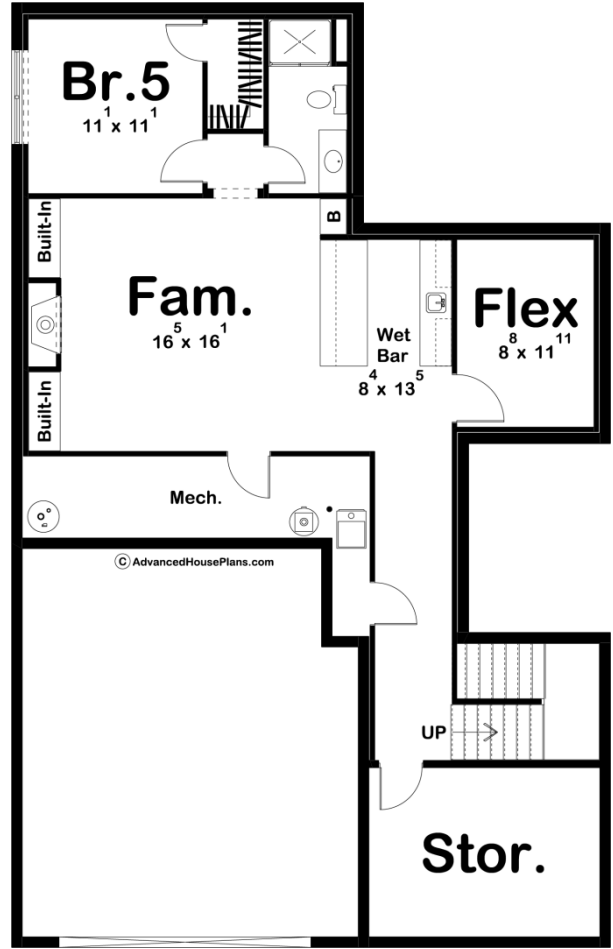 Br.5
11¹ x 11¹
Built-In
B
Fam.
16⁵ x 16¹
Flex
8⁸ x 11¹¹
Wet
Bar
8⁴ x 13⁵
Built-In
Mech.
© AdvancedHousePlans.com
UP
Stor.